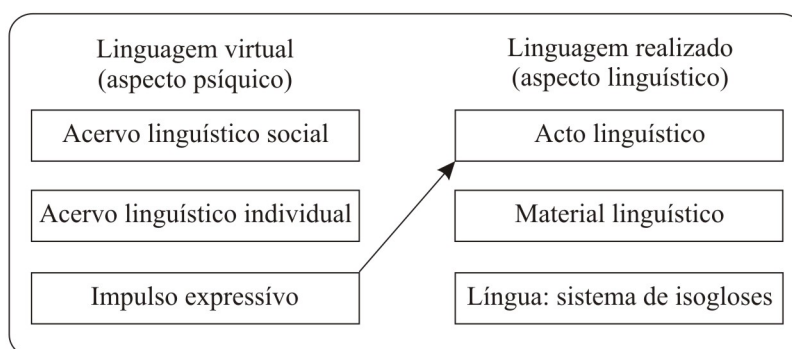 Linguagem virtual
(aspecto psíquico)
Acervo linguístico social
Acervo linguístico individual
Impulso expressívo
Linguagem realizado
(aspecto linguístico)
Acto linguístico
Material linguístico
Língua: sistema de isogloses